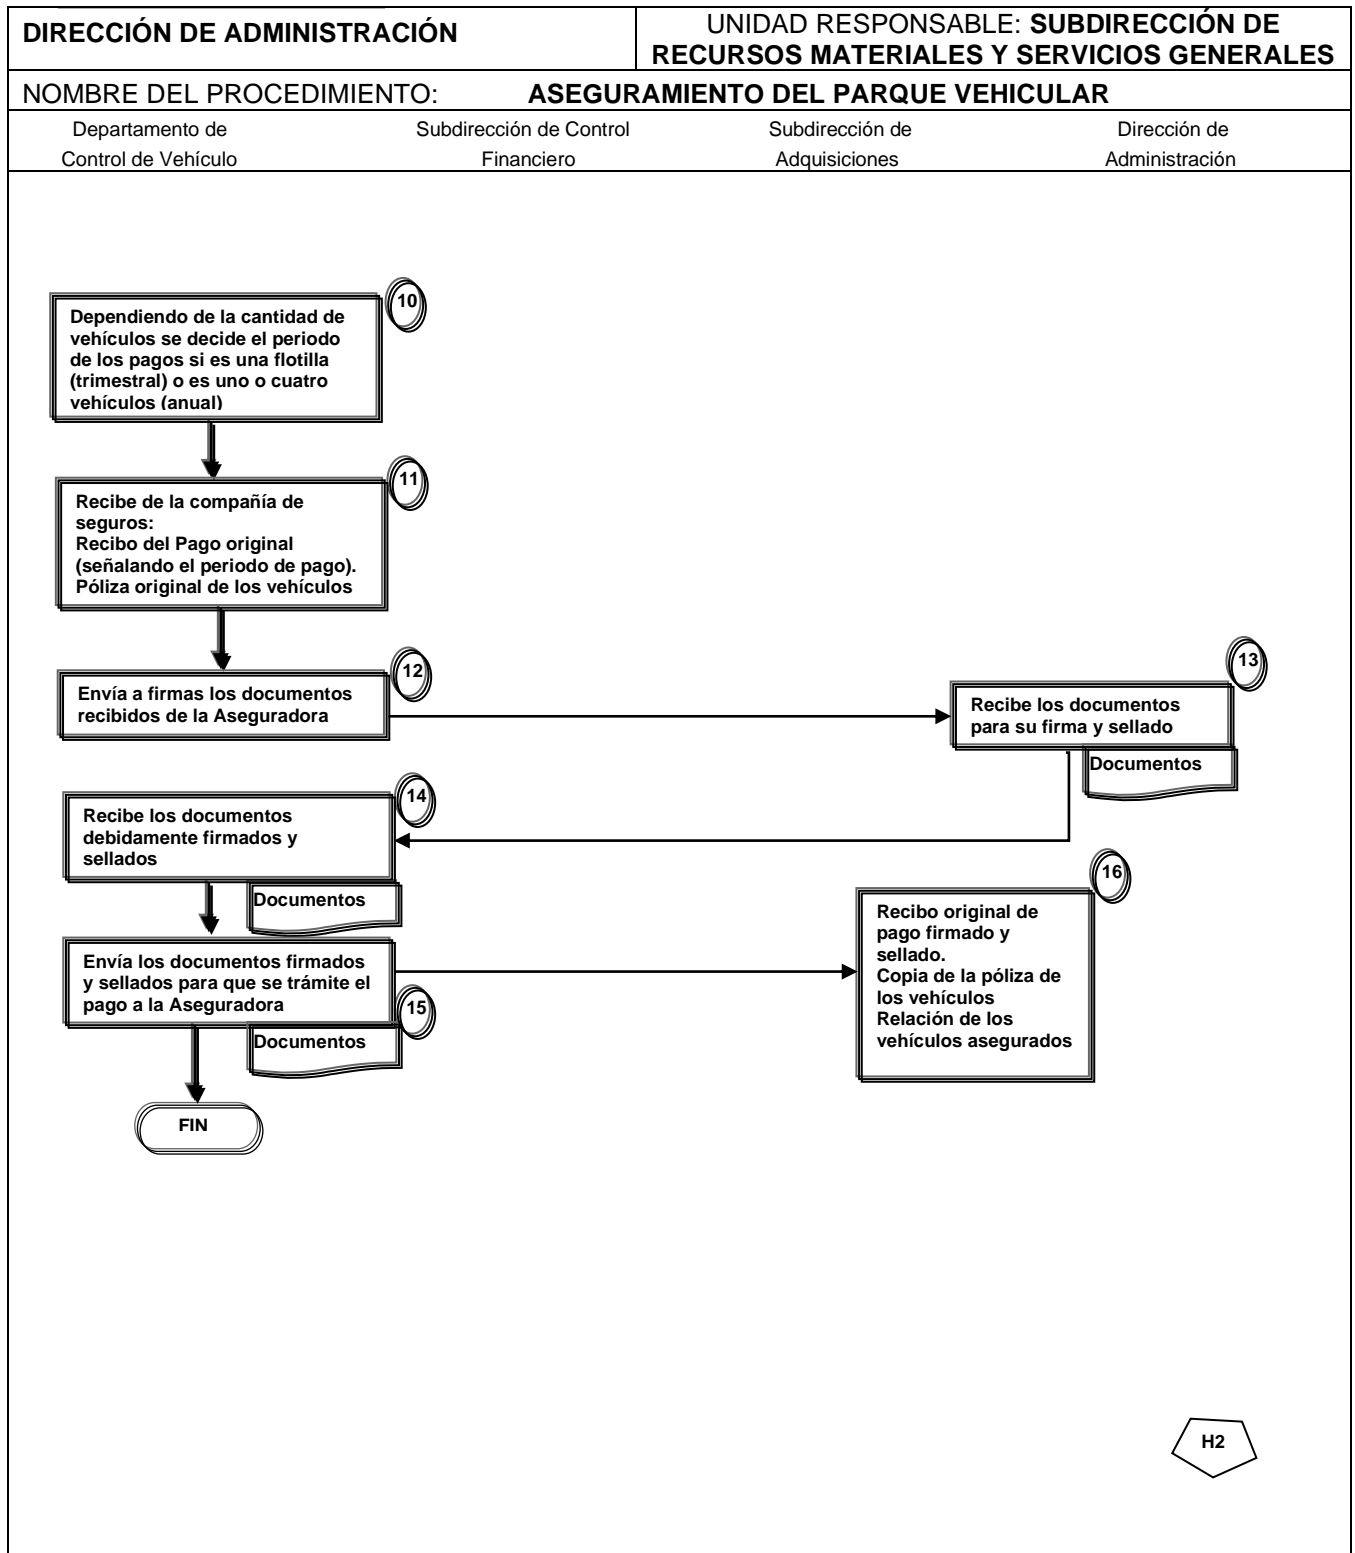 DIRECCIÓN DE ADMINISTRACIÓN
UNIDAD RESPONSABLE: SUBDIRECCIÓN DE
RECURSOS MATERIALES Y SERVICIOS GENERALES
NOMBRE DEL PROCEDIMIENTO: ASEGURAMIENTO DEL PARQUE VEHICULAR
Departamento de
Control de Vehículo
Subdirección de Control
Financiero
Subdirección de
Adquisiciones
Dirección de
Administración
10
Dependiendo de la cantidad de
vehículos se decide el periodo
de los pagos si es una flotilla
(trimestral) o es uno o cuatro
vehículos (anual)
11
Recibe de la compañía de
seguros:
Recibo del Pago original
(señalando el periodo de pago).
Póliza original de los vehículos
12
Envía a firmas los documentos
recibidos de la Aseguradora
13
Recibe los documentos
para su firma y sellado
Documentos
14
Recibe los documentos
debidamente firmados y
sellados
Documentos
Envía los documentos firmados
y sellados para que se trámite el
pago a la Aseguradora
15
Documentos
16
Recibo original de
pago firmado y
sellado.
Copia de la póliza de
los vehículos
Relación de los
vehículos asegurados
FIN
H2